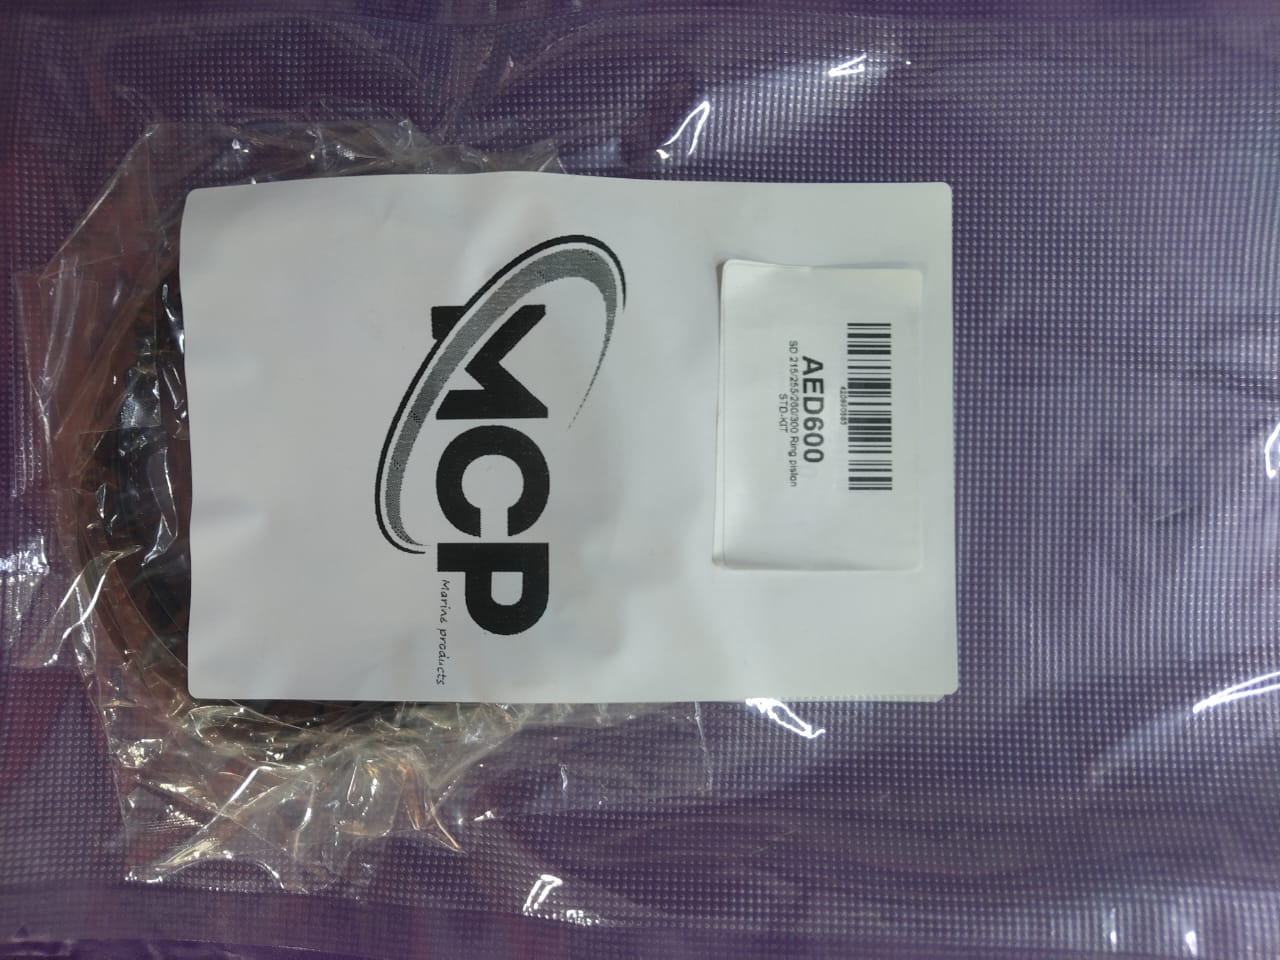 MCP
Marine products
AED600
SD 215/255/260/300 Ring piston
STD-KIT